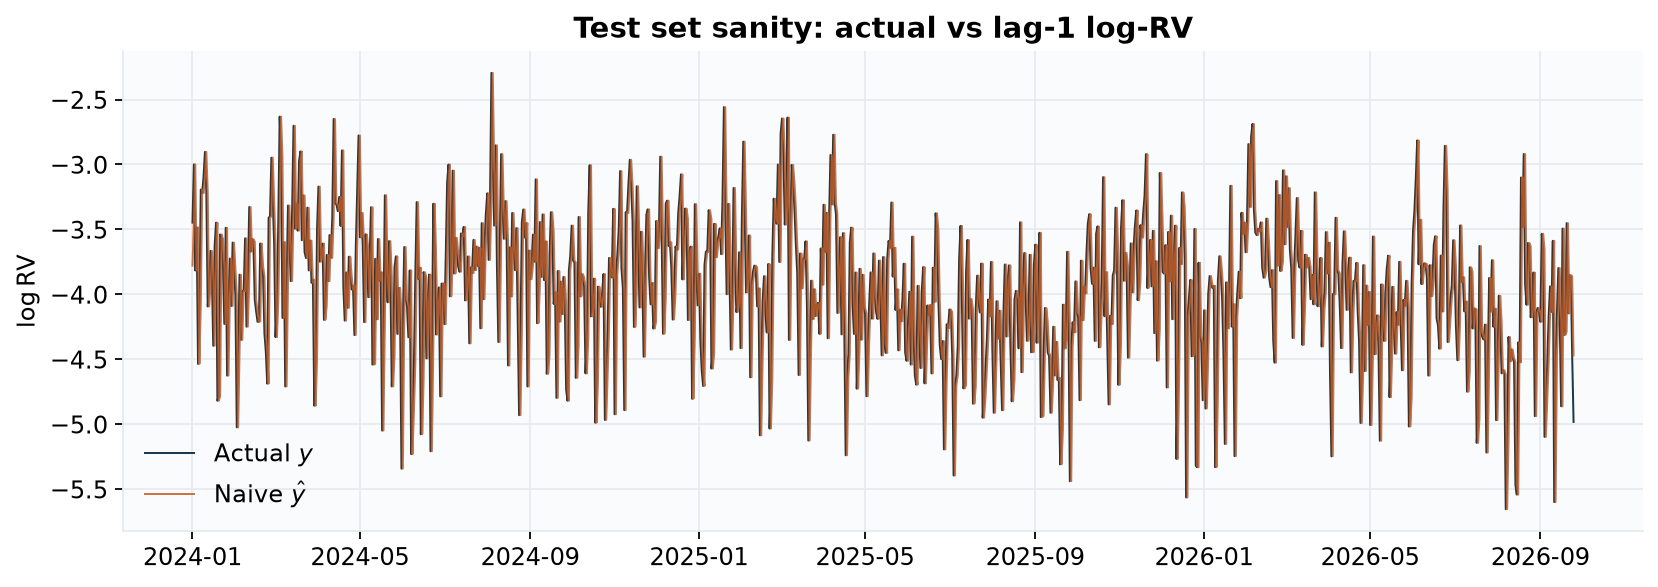 Test set sanity: actual vs lag-1 log-RV
log RV
−2.5
−3.0
−3.5
−4.0
−4.5
−5.0
−5.5
Actual y
Naive ŷ
2024-01 2024-05 2024-09 2025-01 2025-05 2025-09 2026-01 2026-05 2026-09